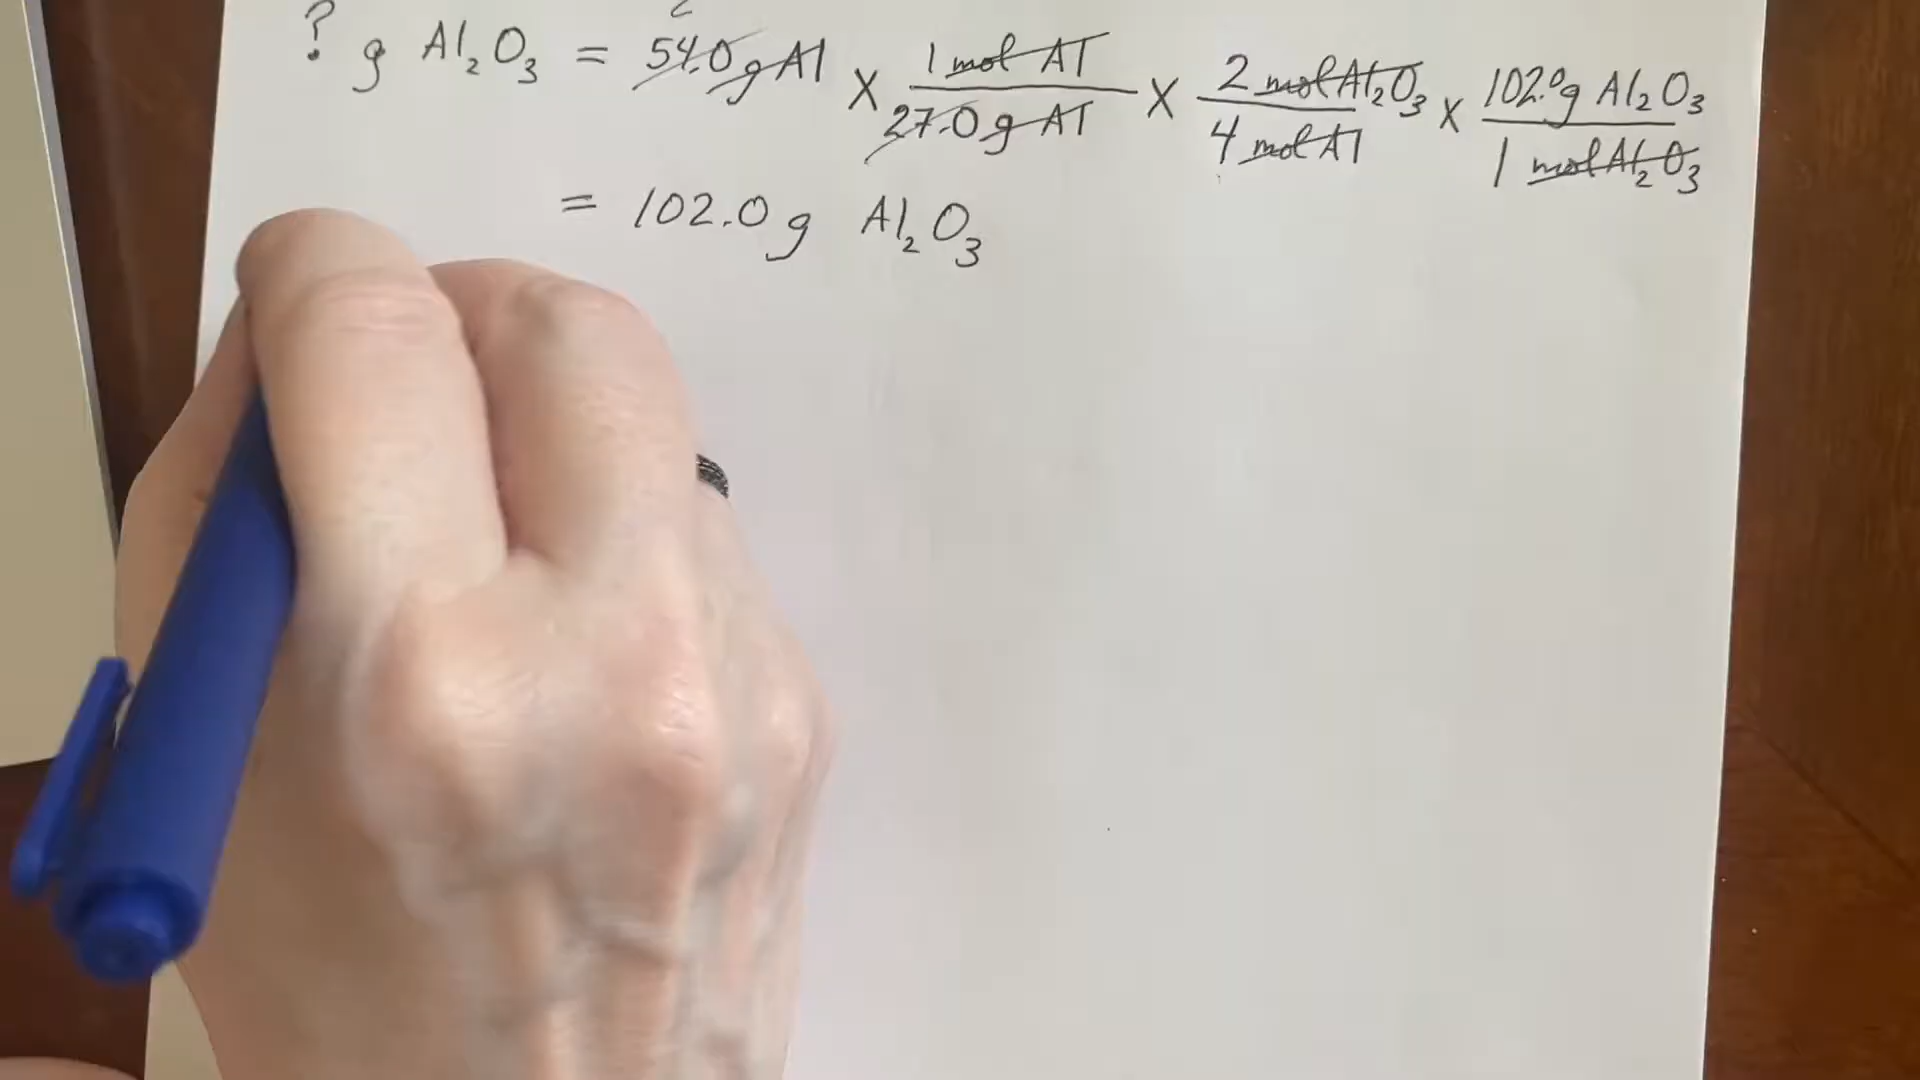 ? g Al₂O₃ = 54.0 g Al × 1 mol Al / 27.0 g Al × 2 mol Al₂O₃ / 4 mol Al × 102.0g Al₂O₃ / 1 mol Al₂O₃
= 102.0 g Al₂O₃